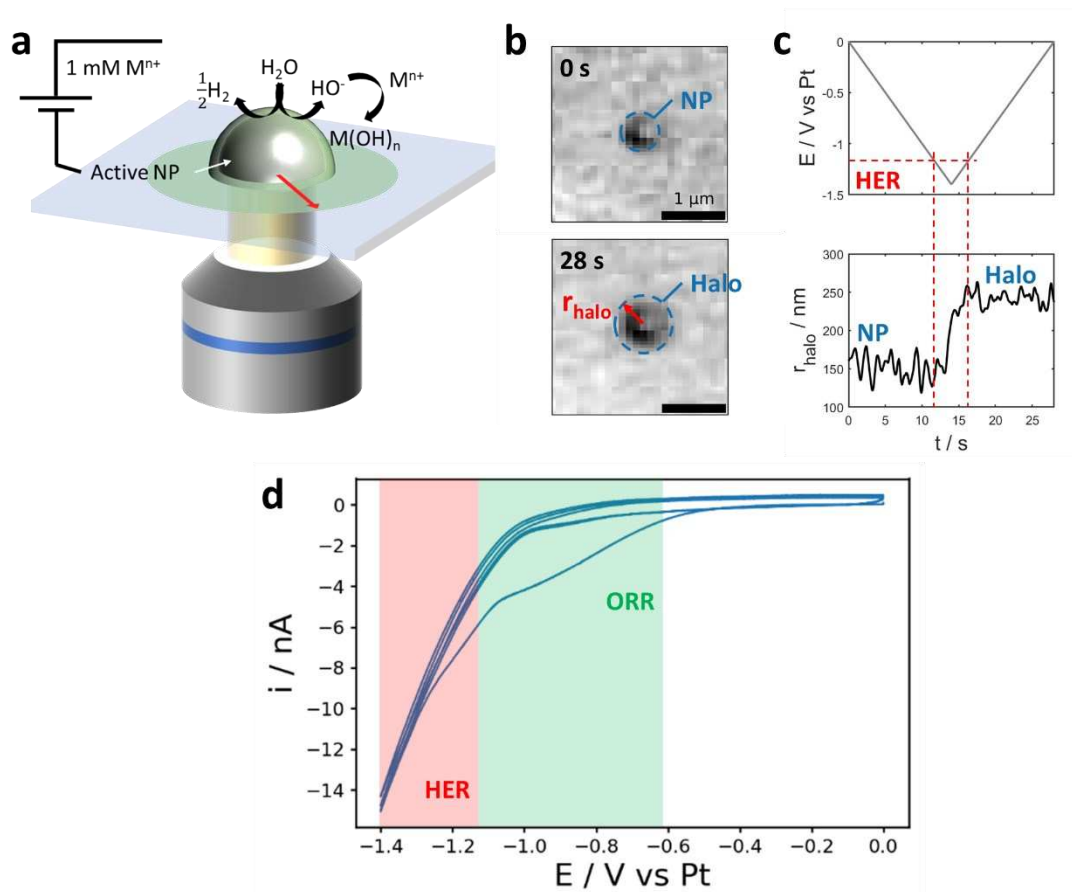 a
1 mM Mⁿ⁺
½H₂
H₂O
HO⁻
Mⁿ⁺
M(OH)ₙ
Active NP
b
0 s
NP
1 µm
28 s
Halo
r_halo
c
0
-0.5
-1
-1.5
E / V vs Pt
HER
300
250
200
150
100
r_halo / nm
NP
Halo
0 5 10 15 20 25
t / s
d
0
−2
−4
−6
−8
−10
−12
−14
i / nA
HER
ORR
−1.4 −1.2 −1.0 −0.8 −0.6 −0.4 −0.2 0.0
E / V vs Pt